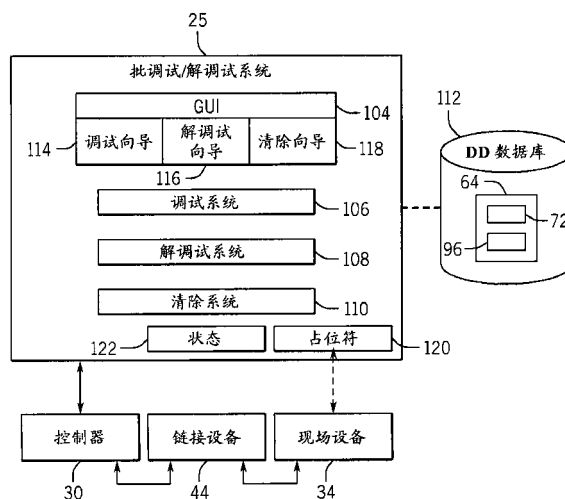 25
批调试/解调试系统
GUI
104
114
调试向导
解调试
向导
清除向导
118
116
调试系统
106
解调试系统
108
清除系统
110
122
状态
占位符
120
112
DD 数据库
64
72
96
控制器
链接设备
现场设备
30
44
34